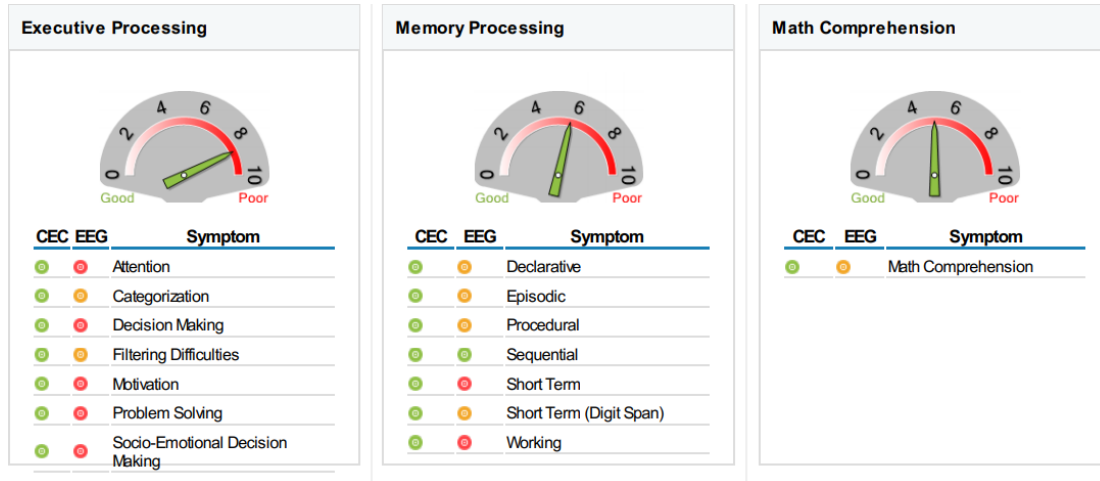 Executive Processing
0 2 4 6 8 10
Good Poor
CEC EEG Symptom
Attention
Categorization
Decision Making
Filtering Difficulties
Motivation
Problem Solving
Socio-Emotional Decision
Making
Memory Processing
0 2 4 6 8 10
Good Poor
CEC EEG Symptom
Declarative
Episodic
Procedural
Sequential
Short Term
Short Term (Digit Span)
Working
Math Comprehension
0 2 4 6 8 10
Good Poor
CEC EEG Symptom
Math Comprehension